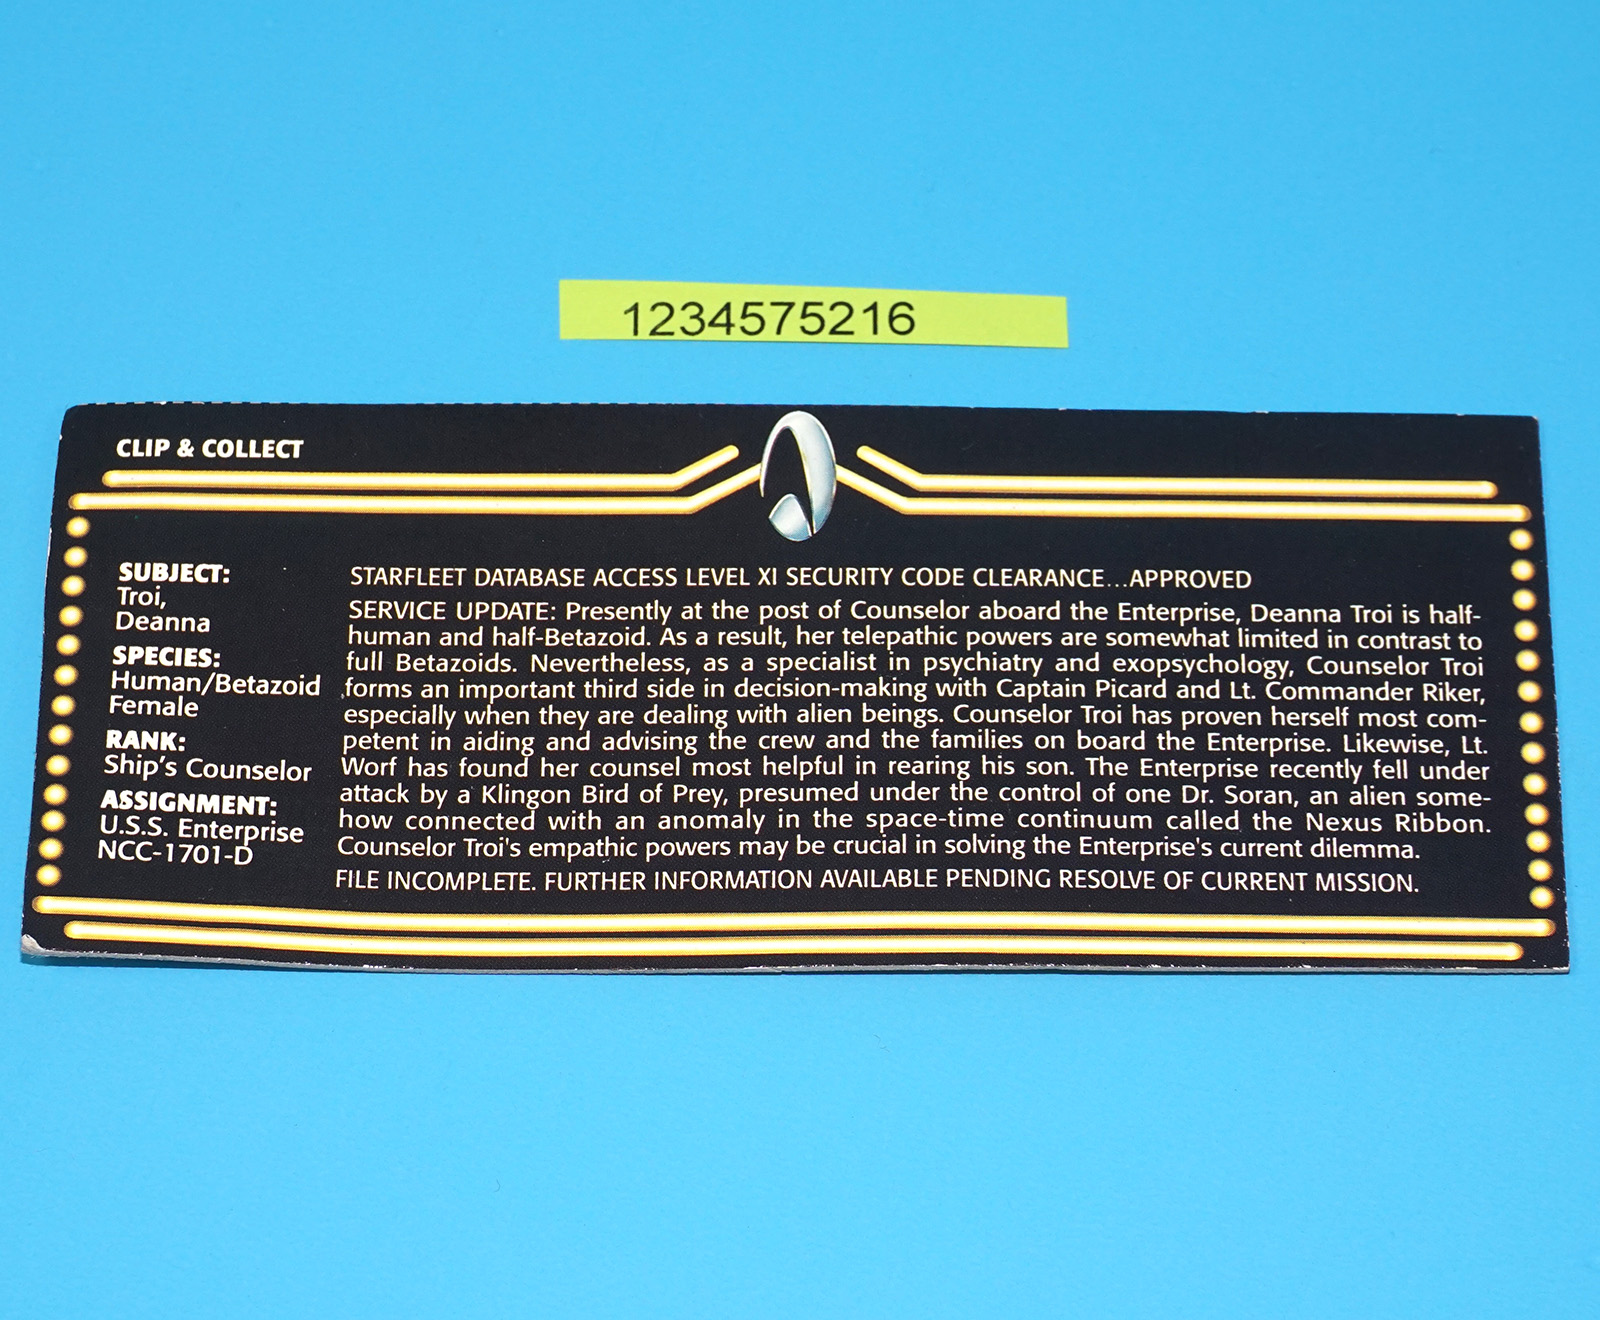 1234575216
CLIP & COLLECT
SUBJECT:
Troi,
Deanna
SPECIES:
Human/Betazoid
Female
RANK:
Ship's Counselor
ASSIGNMENT:
U.S.S. Enterprise
NCC-1701-D
STARFLEET DATABASE ACCESS LEVEL XI SECURITY CODE CLEARANCE...APPROVED
SERVICE UPDATE: Presently at the post of Counselor aboard the Enterprise, Deanna Troi is half-
human and half-Betazoid. As a result, her telepathic powers are somewhat limited in contrast to
full Betazoids. Nevertheless, as a specialist in psychiatry and exopsychology, Counselor Troi
forms an important third side in decision-making with Captain Picard and Lt. Commander Riker,
especially when they are dealing with alien beings. Counselor Troi has proven herself most com-
petent in aiding and advising the crew and the families on board the Enterprise. Likewise, Lt.
Worf has found her counsel most helpful in rearing his son. The Enterprise recently fell under
attack by a Klingon Bird of Prey, presumed under the control of one Dr. Soran, an alien some-
how connected with an anomaly in the space-time continuum called the Nexus Ribbon.
Counselor Troi's empathic powers may be crucial in solving the Enterprise's current dilemma.
FILE INCOMPLETE. FURTHER INFORMATION AVAILABLE PENDING RESOLVE OF CURRENT MISSION.